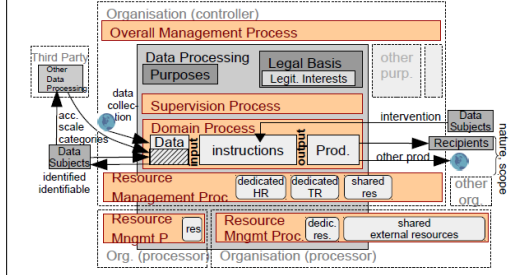 Organisation (controller)
Overall Management Process
Third Party
Other
Data
Processing
Data Processing
Purposes
Legal Basis
Legit. Interests
other
purp.
data
collec-
tion
Supervision Process
acc.
scale
categories
Domain Process
Data
input
instructions
output
Prod.
intervention
Data
Subjects
Recipients
other prod
nature, scope
Data
Subjects
identified
identifiable
Resource
Management Proc
dedicated
HR
dedicated
TR
shared
res
other
org.
Resource
Mngmt P
res
Resource
Mngmt Proc.
dedic.
res.
shared
external resources
Org. (processor)
Organisation (processor)